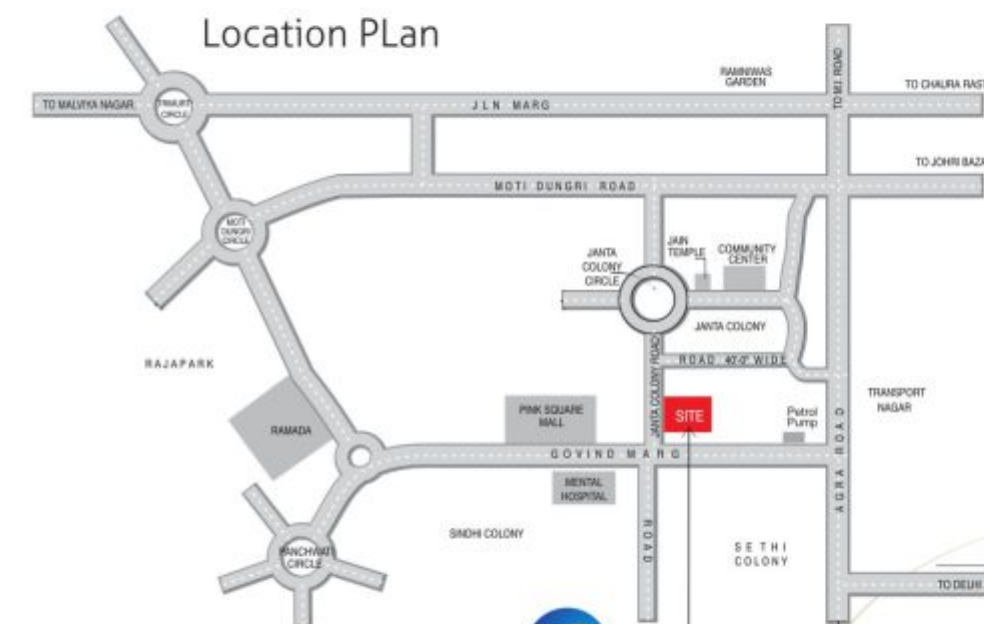 Location PLan
RAMNIWAS
GARDEN
TO M.I. ROAD
TO CHAURA RAST
TO MALVIYA NAGAR
TRIMURTI
CIRCLE
JLN MARG
TO JOHRI BAZA
MOTI DUNGRI ROAD
MOTI
DUNGRI
CIRCLE
JANTA
COLONY
CIRCLE
JAIN
TEMPLE
COMMUNITY
CENTER
JANTA COLONY
RAJAPARK
ROAD 40'-0" WIDE
JANTA COLONY ROAD
TRANSPORT
NAGAR
RAMADA
PINK SQUARE
MALL
SITE
Petrol
Pump
AGRA ROAD
GOVIND MARG
MENTAL
HOSPITAL
SINDHI COLONY
ROAD
SETHI
COLONY
PANCHWATI
CIRCLE
TO DELHI